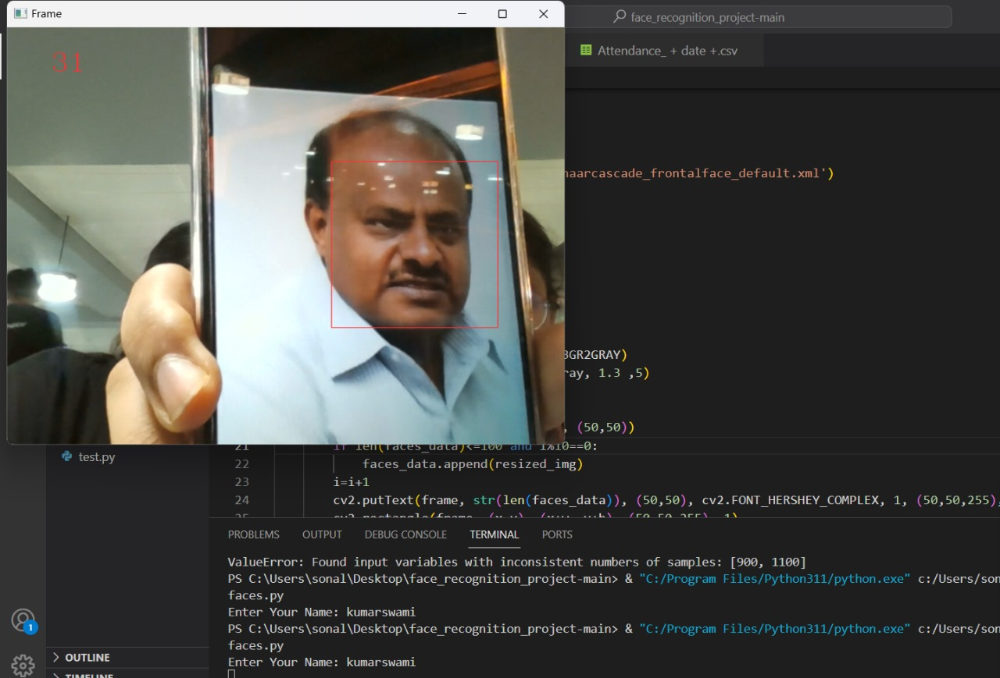 Frame
31
face_recognition_project-main
Attendance_ + date +.csv
haarcascade_frontalface_default.xml')
BGR2GRAY)
ray, 1.3 ,5)
, (50,50))
test.py
21 if len(faces_data)<=100 and i%10==0:
22 faces_data.append(resized_img)
23 i=i+1
24 cv2.putText(frame, str(len(faces_data)), (50,50), cv2.FONT_HERSHEY_COMPLEX, 1, (50,50,255),
25 cv2.rectangle(frame, (x,y), (x+w, y+h), (50,50,255), 1)
PROBLEMS OUTPUT DEBUG CONSOLE TERMINAL PORTS
ValueError: Found input variables with inconsistent numbers of samples: [900, 1100]
PS C:\Users\sonal\Desktop\face_recognition_project-main> & "C:/Program Files/Python311/python.exe" c:/Users/son
faces.py
Enter Your Name: kumarswami
PS C:\Users\sonal\Desktop\face_recognition_project-main> & "C:/Program Files/Python311/python.exe" c:/Users/son
faces.py
Enter Your Name: kumarswami
1
OUTLINE
TIMELINE